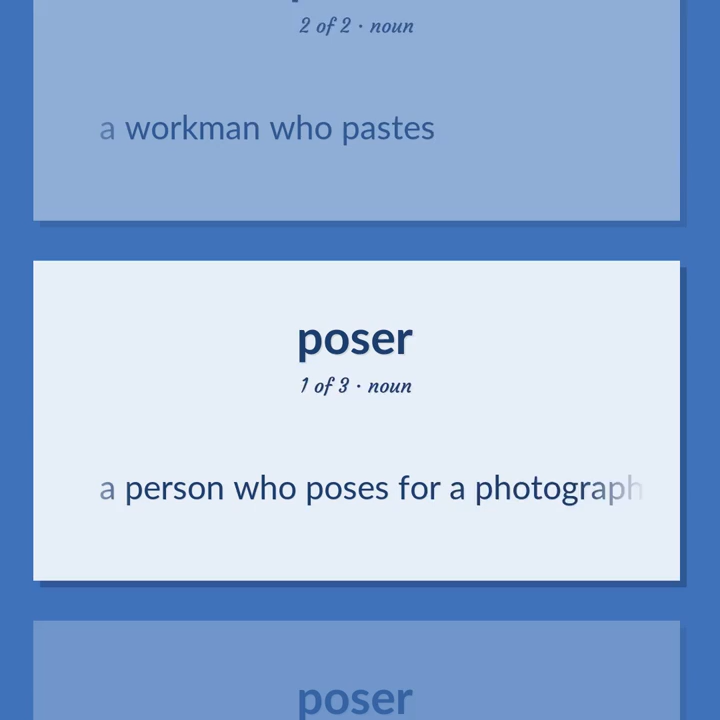 2 of 2 · noun
a workman who pastes
poser
1 of 3 · noun
a person who poses for a photograph
poser